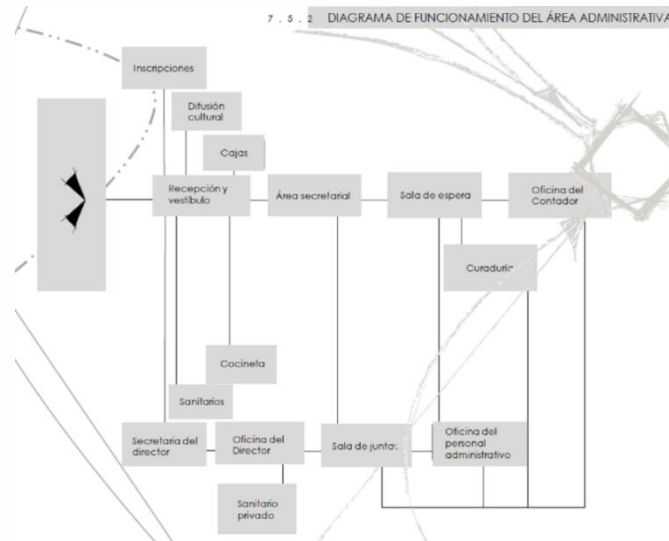 7 . 5 . 2 DIAGRAMA DE FUNCIONAMIENTO DEL ÁREA ADMINISTRATIVA
Inscripciones
Difusión
cultural
Cajas
Recepción y
vestíbulo
Área secretarial
Sala de espera
Oficina del
Contador
Curaduría
Cocineta
Sanitarios
Secretaria del
director
Oficina del
Director
Sala de juntas
Oficina del
personal
administrativo
Sanitario
privado